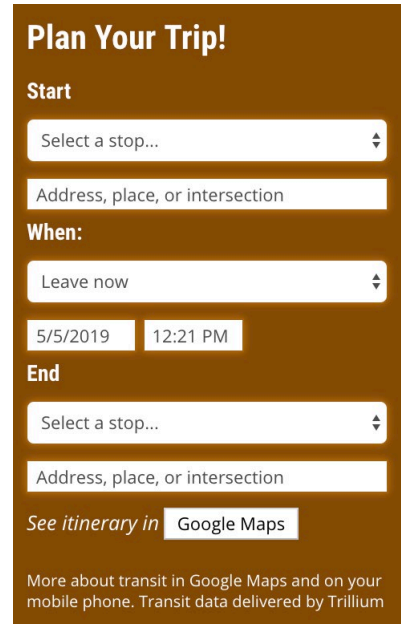 Plan Your Trip!
Start
Select a stop...
Address, place, or intersection
When:
Leave now
5/5/2019 12:21 PM
End
Select a stop...
Address, place, or intersection
See itinerary in Google Maps
More about transit in Google Maps and on your
mobile phone. Transit data delivered by Trillium